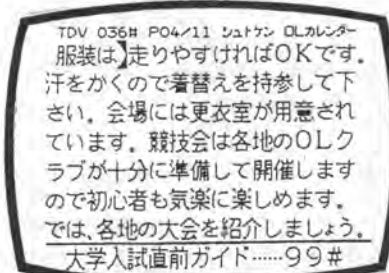 TDV 036# P04/11 シュトケン OLカレンダー
服装は】走りやすければOKです。
汗をかくので着替えを持参して下
さい。会場には更衣室が用意され
ています。競技会は各地のOLク
ラブが十分に準備して開催します
ので初心者も気楽に楽しめます。
では、各地の大会を紹介しましょう。
大学入試直前ガイド……99#